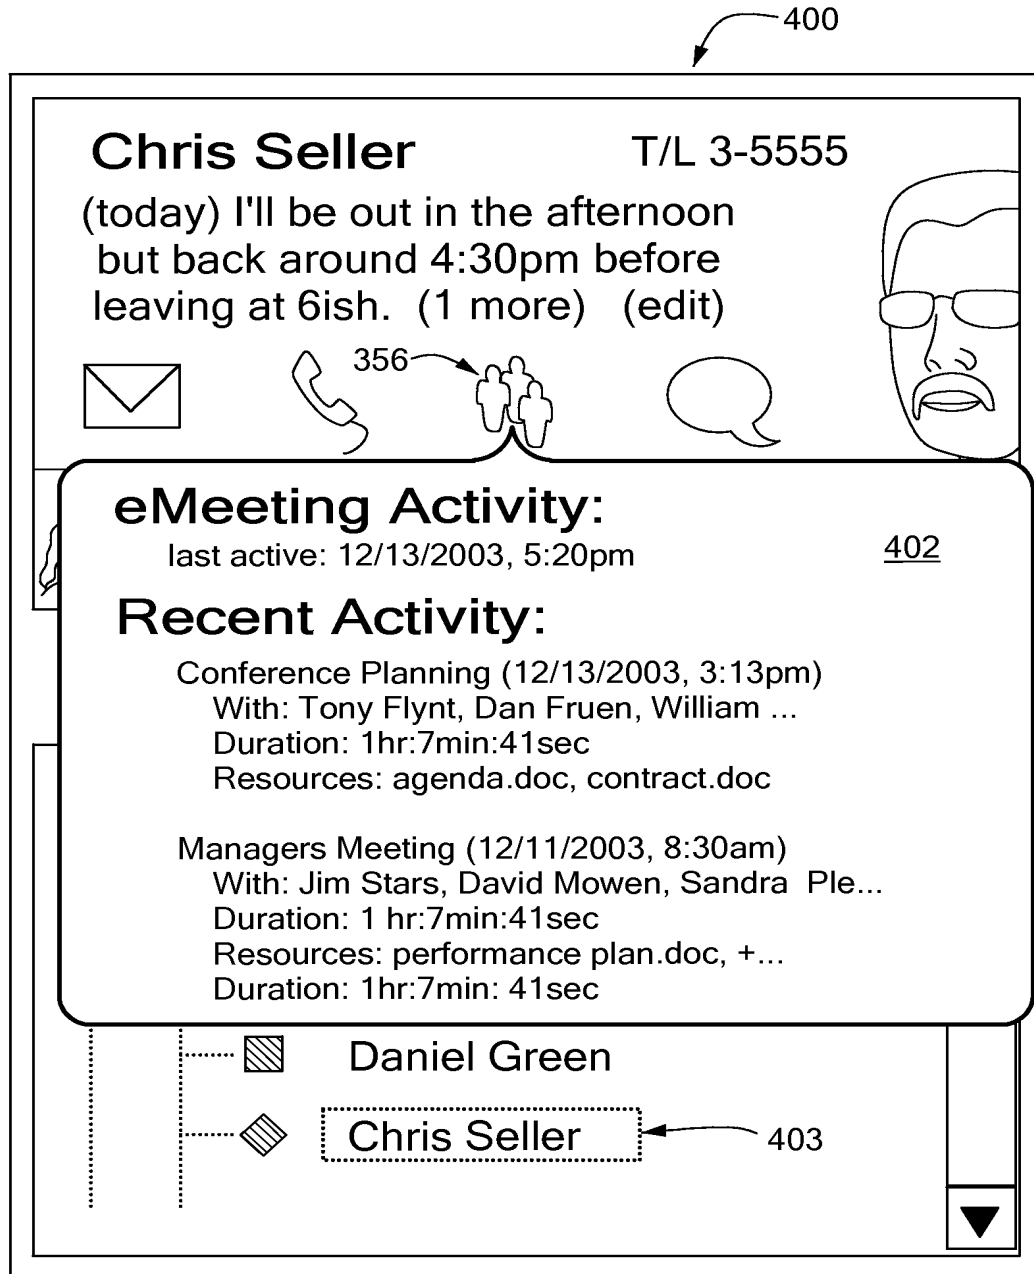 400
Chris Seller T/L 3-5555
(today) I'll be out in the afternoon
but back around 4:30pm before
leaving at 6ish. (1 more) (edit)
356
eMeeting Activity:
last active: 12/13/2003, 5:20pm 402
Recent Activity:
Conference Planning (12/13/2003, 3:13pm)
With: Tony Flynt, Dan Fruen, William ...
Duration: 1hr:7min:41sec
Resources: agenda.doc, contract.doc
Managers Meeting (12/11/2003, 8:30am)
With: Jim Stars, David Mowen, Sandra Ple...
Duration: 1 hr:7min:41sec
Resources: performance plan.doc, +...
Duration: 1hr:7min: 41sec
Daniel Green
Chris Seller 403